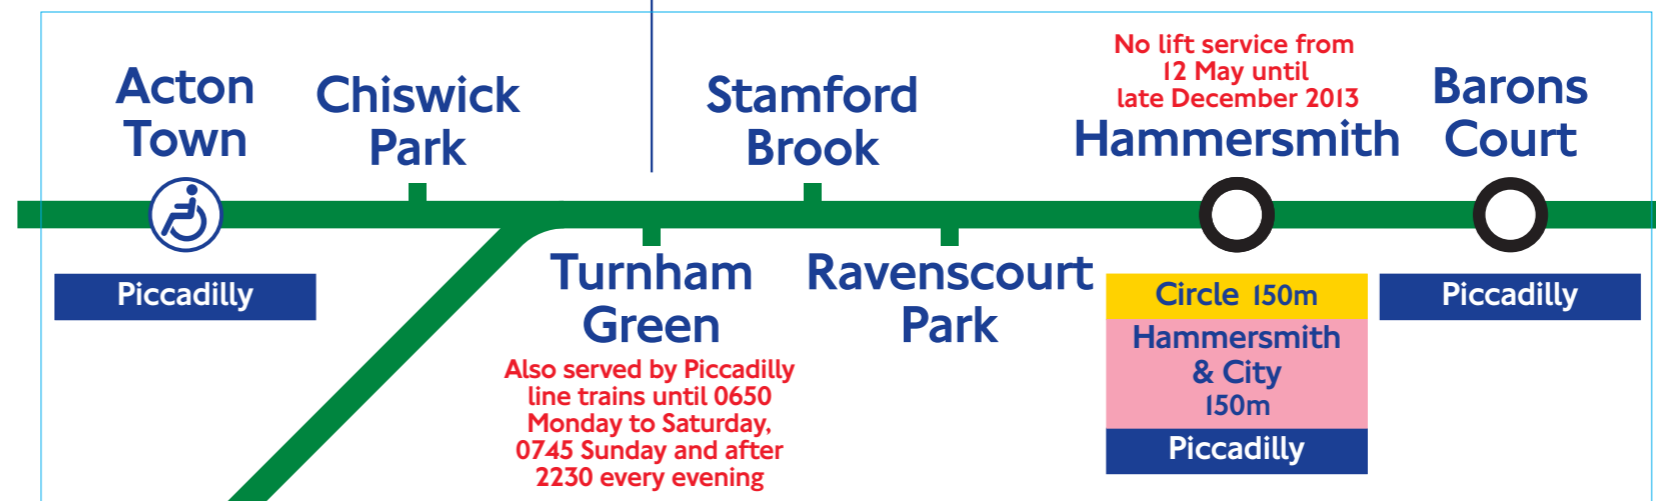 Acton
Town
Piccadilly
Chiswick
Park
Turnham
Green
Also served by Piccadilly
line trains until 0650
Monday to Saturday,
0745 Sunday and after
2230 every evening
Stamford
Brook
Ravenscourt
Park
No lift service from
12 May until
late December 2013
Hammersmith
Circle 150m
Hammersmith
& City
150m
Piccadilly
Barons
Court
Piccadilly